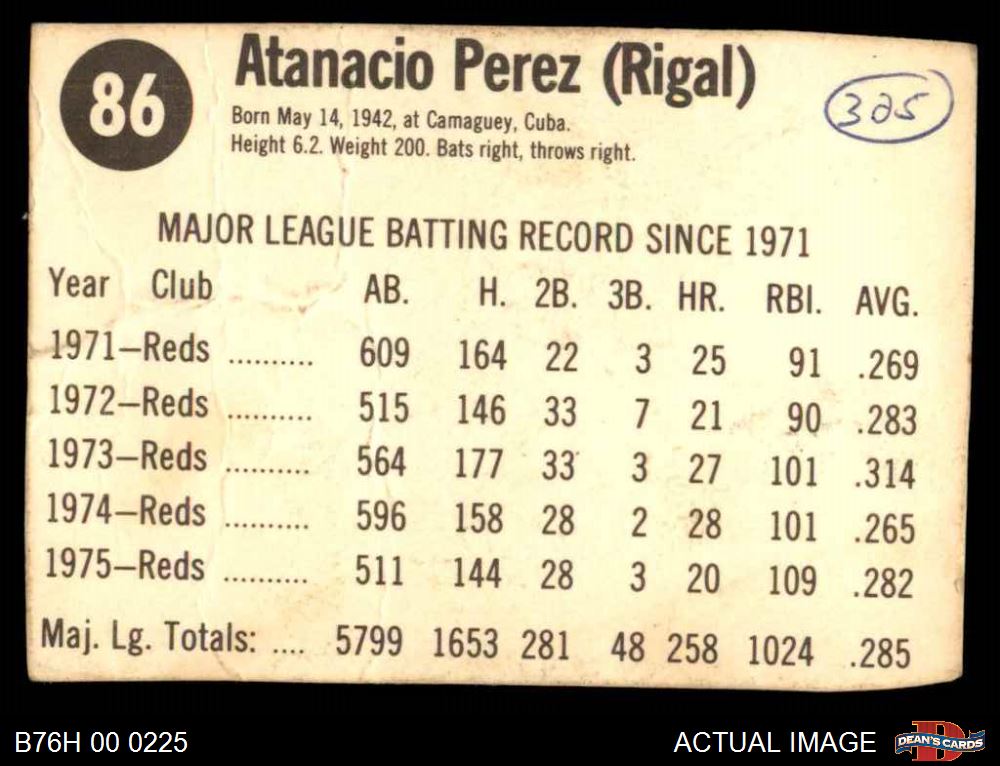 86
Atanacio Perez (Rigal)
Born May 14, 1942, at Camaguey, Cuba.
Height 6.2. Weight 200. Bats right, throws right.
325
MAJOR LEAGUE BATTING RECORD SINCE 1971
Year Club AB. H. 2B. 3B. HR. RBI. AVG.
1971—Reds .......... 609 164 22 3 25 91 .269
1972—Reds .......... 515 146 33 7 21 90 .283
1973—Reds .......... 564 177 33 3 27 101 .314
1974—Reds .......... 596 158 28 2 28 101 .265
1975—Reds .......... 511 144 28 3 20 109 .282
Maj. Lg. Totals: .... 5799 1653 281 48 258 1024 .285
B76H 00 0225
ACTUAL IMAGE
DEAN'S CARDS